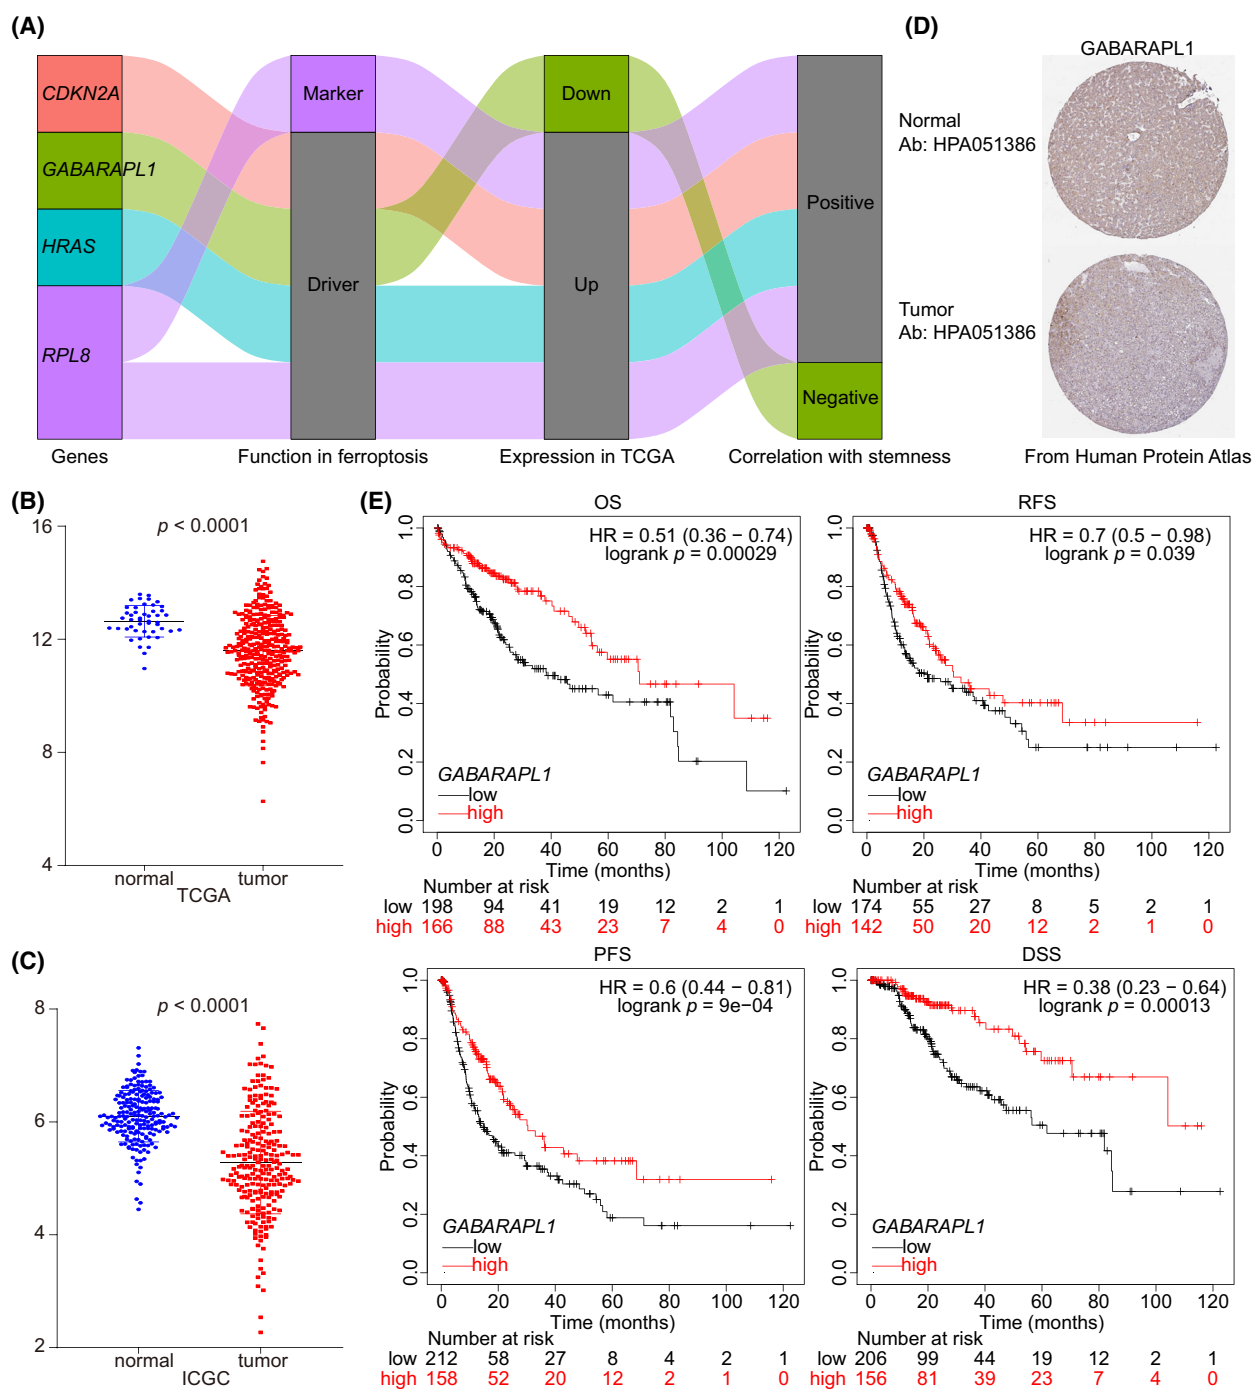 (A)
CDKN2A
GABARAPL1
HRAS
RPL8
Marker
Driver
Down
Up
Positive
Negative
Genes
Function in ferroptosis
Expression in TCGA
Correlation with stemness
(D)
GABARAPL1
Normal
Ab: HPA051386
Tumor
Ab: HPA051386
From Human Protein Atlas
(B)
p < 0.0001
16
12
8
4
normal
tumor
TCGA
(C)
p < 0.0001
8
6
4
2
normal
tumor
ICGC
(E)
OS
HR = 0.51 (0.36 − 0.74)
logrank p = 0.00029
Probability
1.0
0.8
0.6
0.4
0.2
0.0
GABARAPL1
low
high
0 20 40 60 80 100 120
Time (months)
Number at risk
low 198 94 41 19 12 2 1
high 166 88 43 23 7 4 0
RFS
HR = 0.7 (0.5 − 0.98)
logrank p = 0.039
Probability
1.0
0.8
0.6
0.4
0.2
0.0
GABARAPL1
low
high
0 20 40 60 80 100 120
Time (months)
Number at risk
low 174 55 27 8 5 2 1
high 142 50 20 12 2 1 0
PFS
HR = 0.6 (0.44 − 0.81)
logrank p = 9e−04
Probability
1.0
0.8
0.6
0.4
0.2
0.0
GABARAPL1
low
high
0 20 40 60 80 100 120
Time (months)
Number at risk
low 212 58 27 8 4 2 1
high 158 52 20 12 2 1 0
DSS
HR = 0.38 (0.23 − 0.64)
logrank p = 0.00013
Probability
1.0
0.8
0.6
0.4
0.2
0.0
GABARAPL1
low
high
0 20 40 60 80 100 120
Time (months)
Number at risk
low 206 99 44 19 12 2 1
high 156 81 39 23 7 4 0